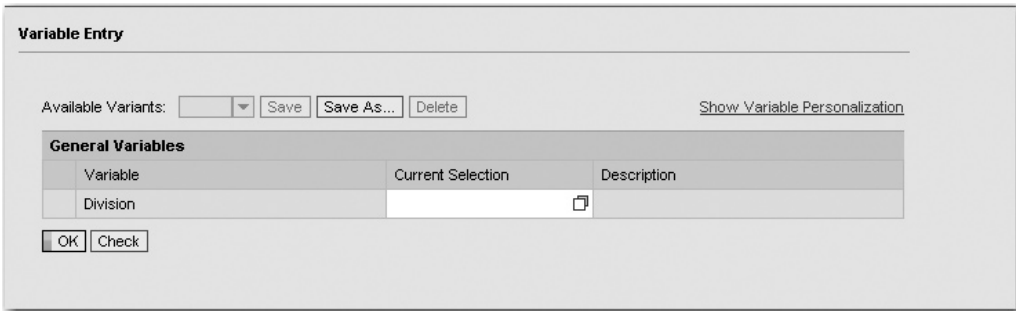 Variable Entry
Available Variants: Save Save As... Delete Show Variable Personalization
General Variables
Variable Current Selection Description
Division
OK Check